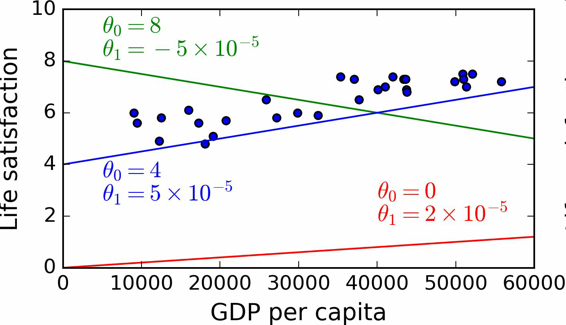 10
8
6
4
2
0
θ₀ = 8
θ₁ = −5 × 10⁻⁵
θ₀ = 4
θ₁ = 5 × 10⁻⁵
θ₀ = 0
θ₁ = 2 × 10⁻⁵
Life satisfaction
0 10000 20000 30000 40000 50000 60000
GDP per capita